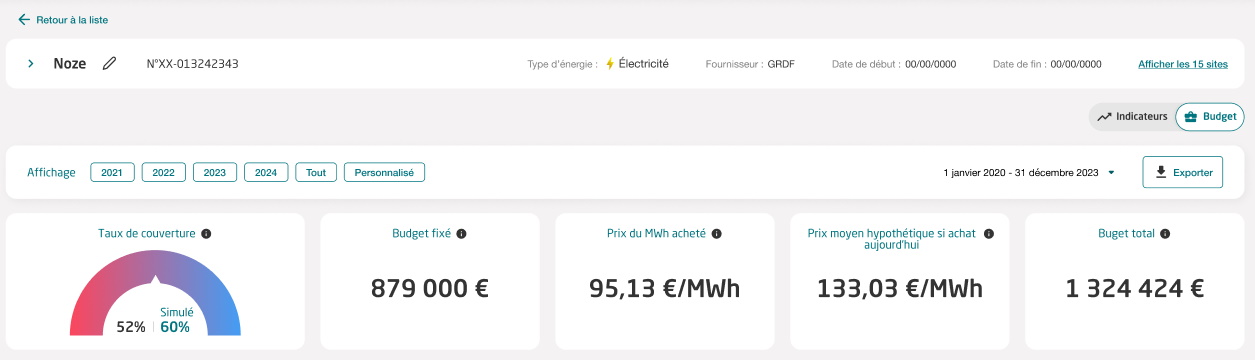 Retour à la liste
Noze N°XX-013242343 Type d'énergie : Électricité Fournisseur : GRDF Date de début : 00/00/0000 Date de fin : 00/00/0000 Afficher les 15 sites
Indicateurs Budget
Affichage 2021 2022 2023 2024 Tout Personnalisé 1 janvier 2020 - 31 décembre 2023 Exporter
Taux de couverture
Simulé
52% 60%
Budget fixé
879 000 €
Prix du MWh acheté
95,13 €/MWh
Prix moyen hypothétique si achat
aujourd'hui
133,03 €/MWh
Buget total
1 324 424 €